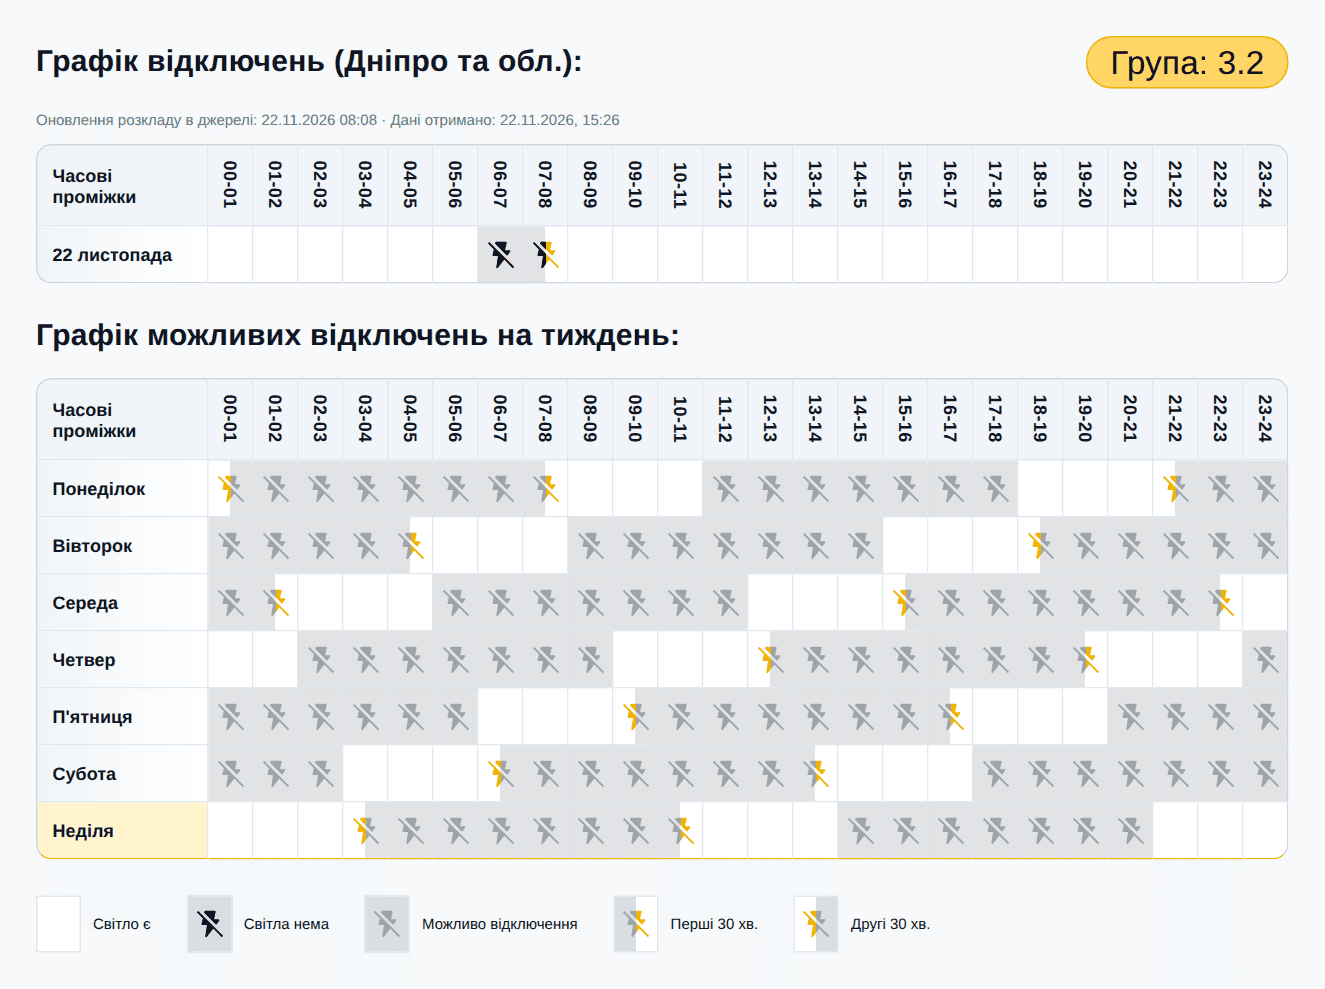 Графік відключень (Дніпро та обл.):
Група: 3.2
Оновлення розкладу в джерелі: 22.11.2026 08:08 · Дані отримано: 22.11.2026, 15:26
Часові
проміжки
00-01 01-02 02-03 03-04 04-05 05-06 06-07 07-08 08-09 09-10 10-11 11-12 12-13 13-14 14-15 15-16 16-17 17-18 18-19 19-20 20-21 21-22 22-23 23-24
22 листопада
Графік можливих відключень на тиждень:
Часові
проміжки
00-01 01-02 02-03 03-04 04-05 05-06 06-07 07-08 08-09 09-10 10-11 11-12 12-13 13-14 14-15 15-16 16-17 17-18 18-19 19-20 20-21 21-22 22-23 23-24
Понеділок
Вівторок
Середа
Четвер
П'ятниця
Субота
Неділя
Світло є
Світла нема
Можливо відключення
Перші 30 хв.
Другі 30 хв.